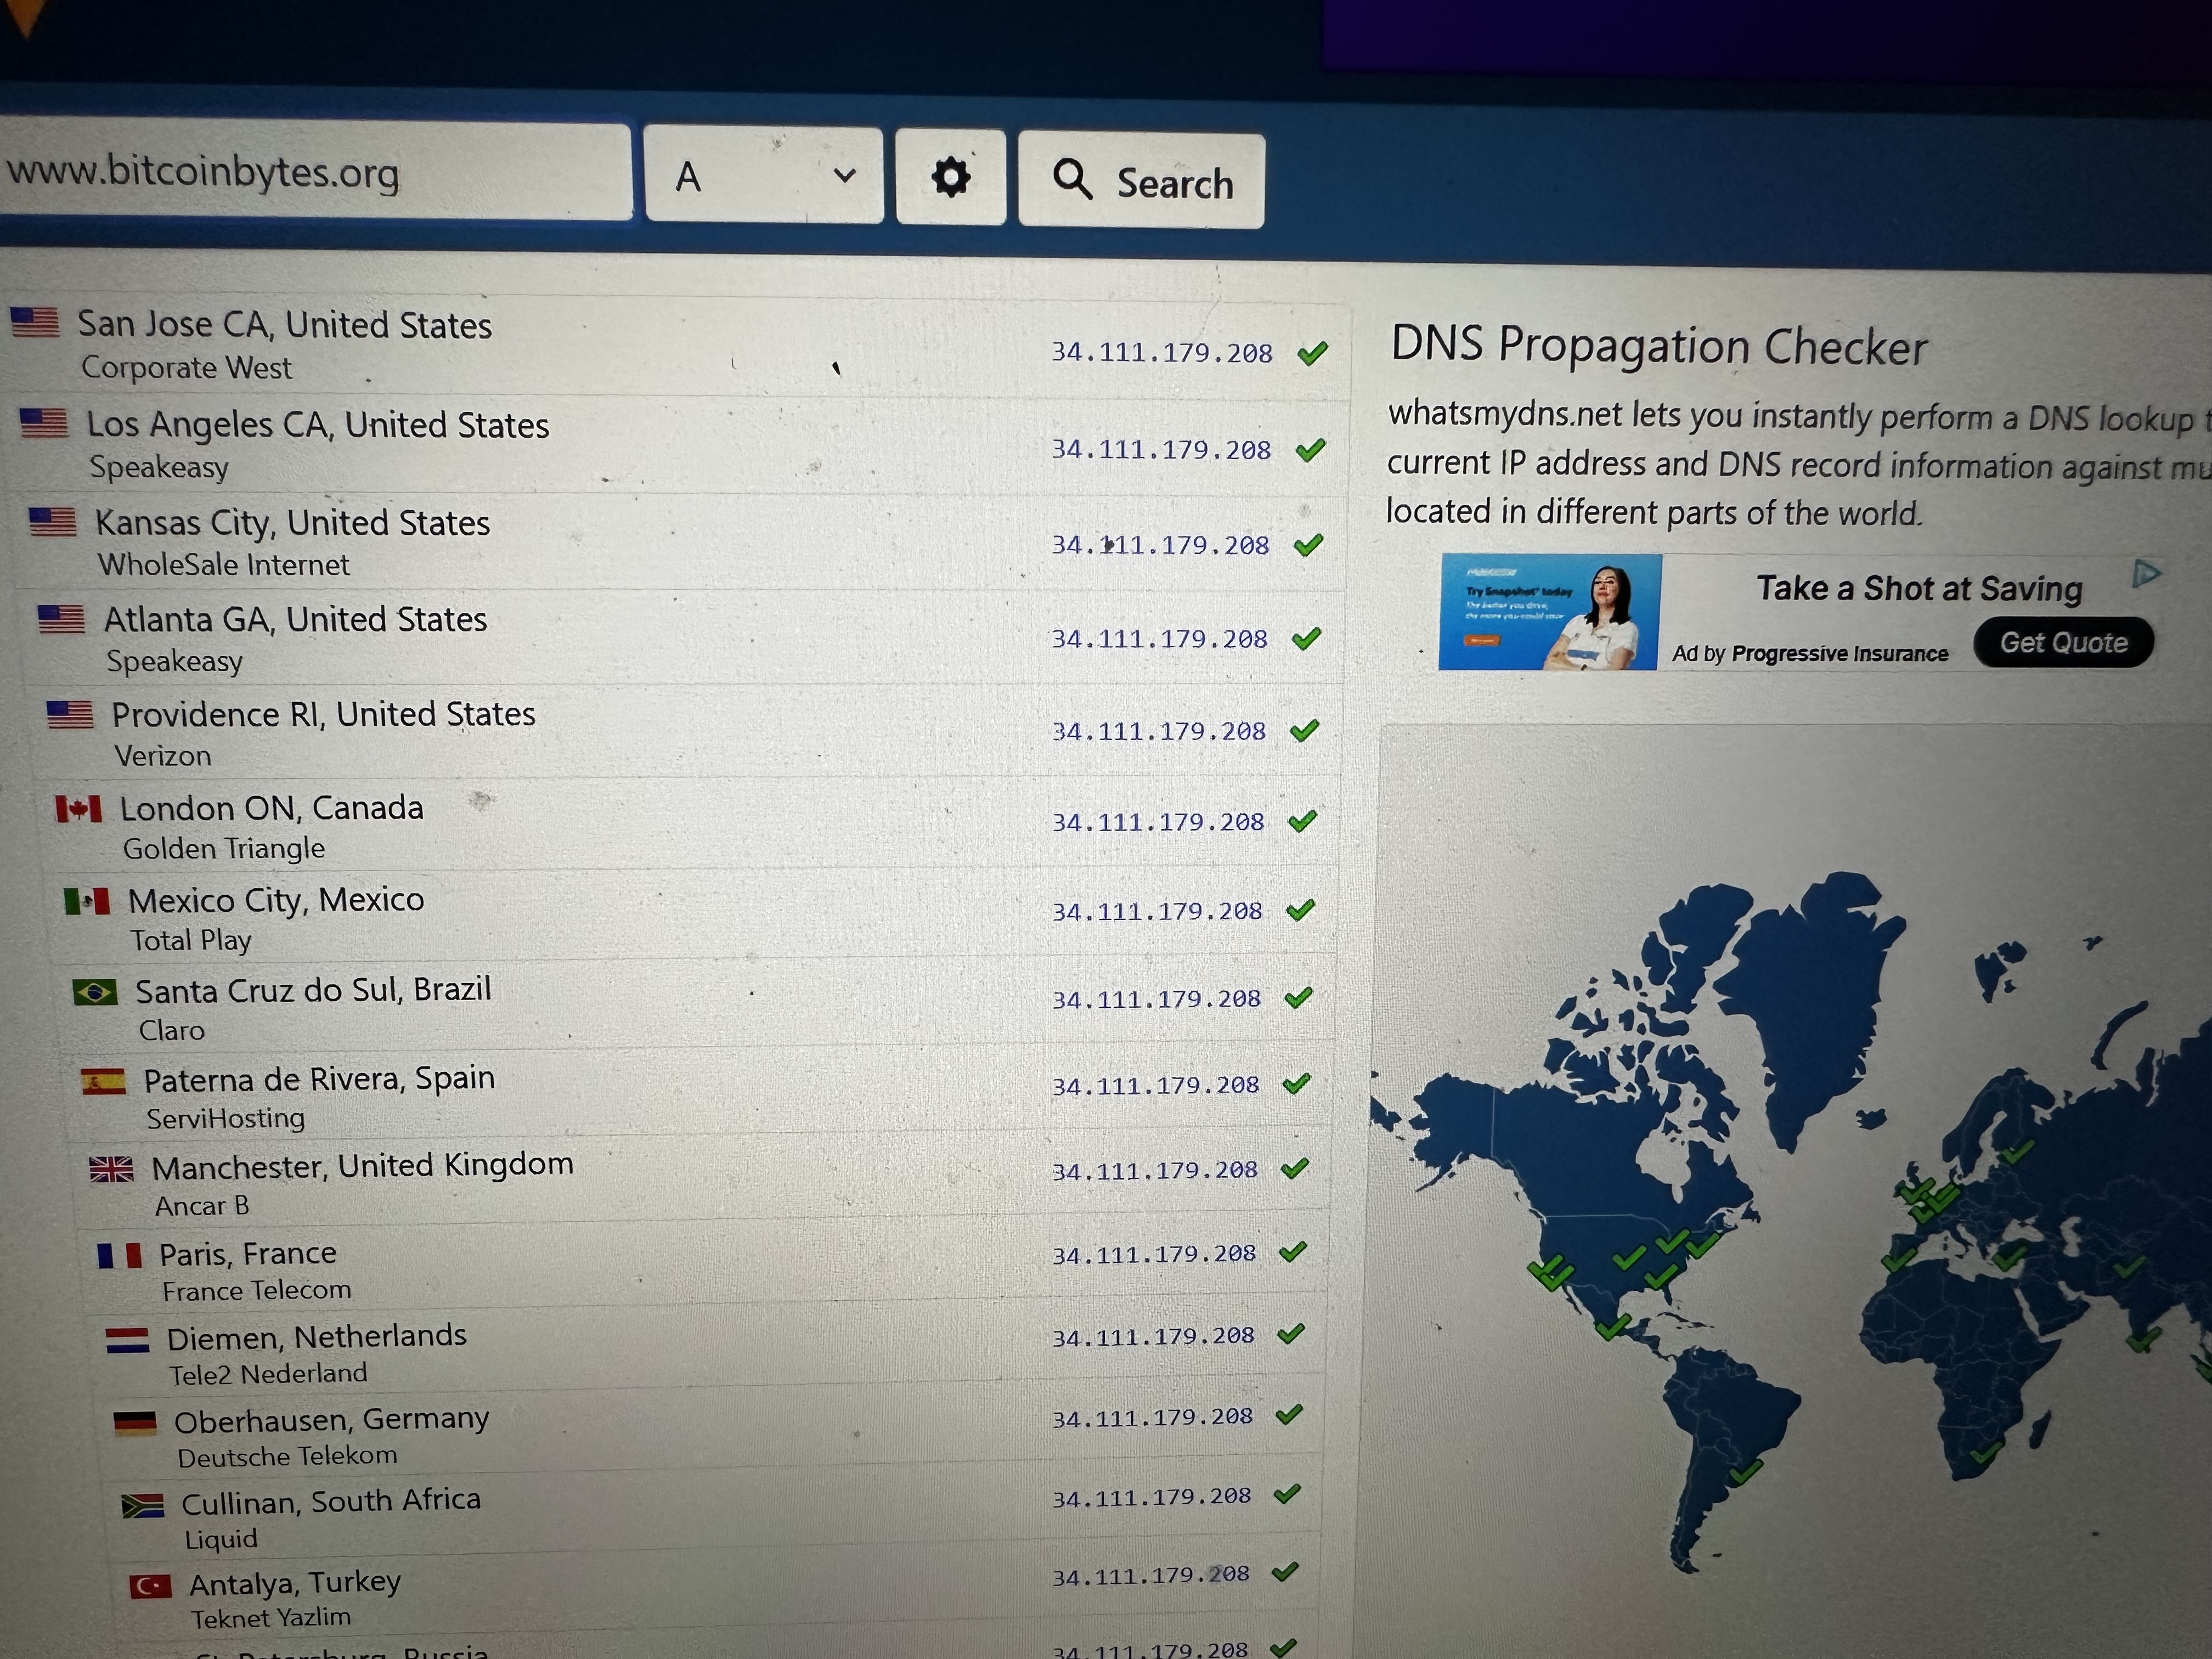 www.bitcoinbytes.org
A
Search
San Jose CA, United States
Corporate West
34.111.179.208
Los Angeles CA, United States
Speakeasy
34.111.179.208
Kansas City, United States
WholeSale Internet
34.111.179.208
Atlanta GA, United States
Speakeasy
34.111.179.208
Providence RI, United States
Verizon
34.111.179.208
London ON, Canada
Golden Triangle
34.111.179.208
Mexico City, Mexico
Total Play
34.111.179.208
Santa Cruz do Sul, Brazil
Claro
34.111.179.208
Paterna de Rivera, Spain
ServiHosting
34.111.179.208
Manchester, United Kingdom
Ancar B
34.111.179.208
Paris, France
France Telecom
34.111.179.208
Diemen, Netherlands
Tele2 Nederland
34.111.179.208
Oberhausen, Germany
Deutsche Telekom
34.111.179.208
Cullinan, South Africa
Liquid
34.111.179.208
Antalya, Turkey
Teknet Yazlim
34.111.179.208
St. Petersburg, Russia
34.111.179.208
DNS Propagation Checker
whatsmydns.net lets you instantly perform a DNS lookup
current IP address and DNS record information against
located in different parts of the world.
Try Snapshot® today
Take a Shot at Saving
Ad by Progressive Insurance
Get Quote